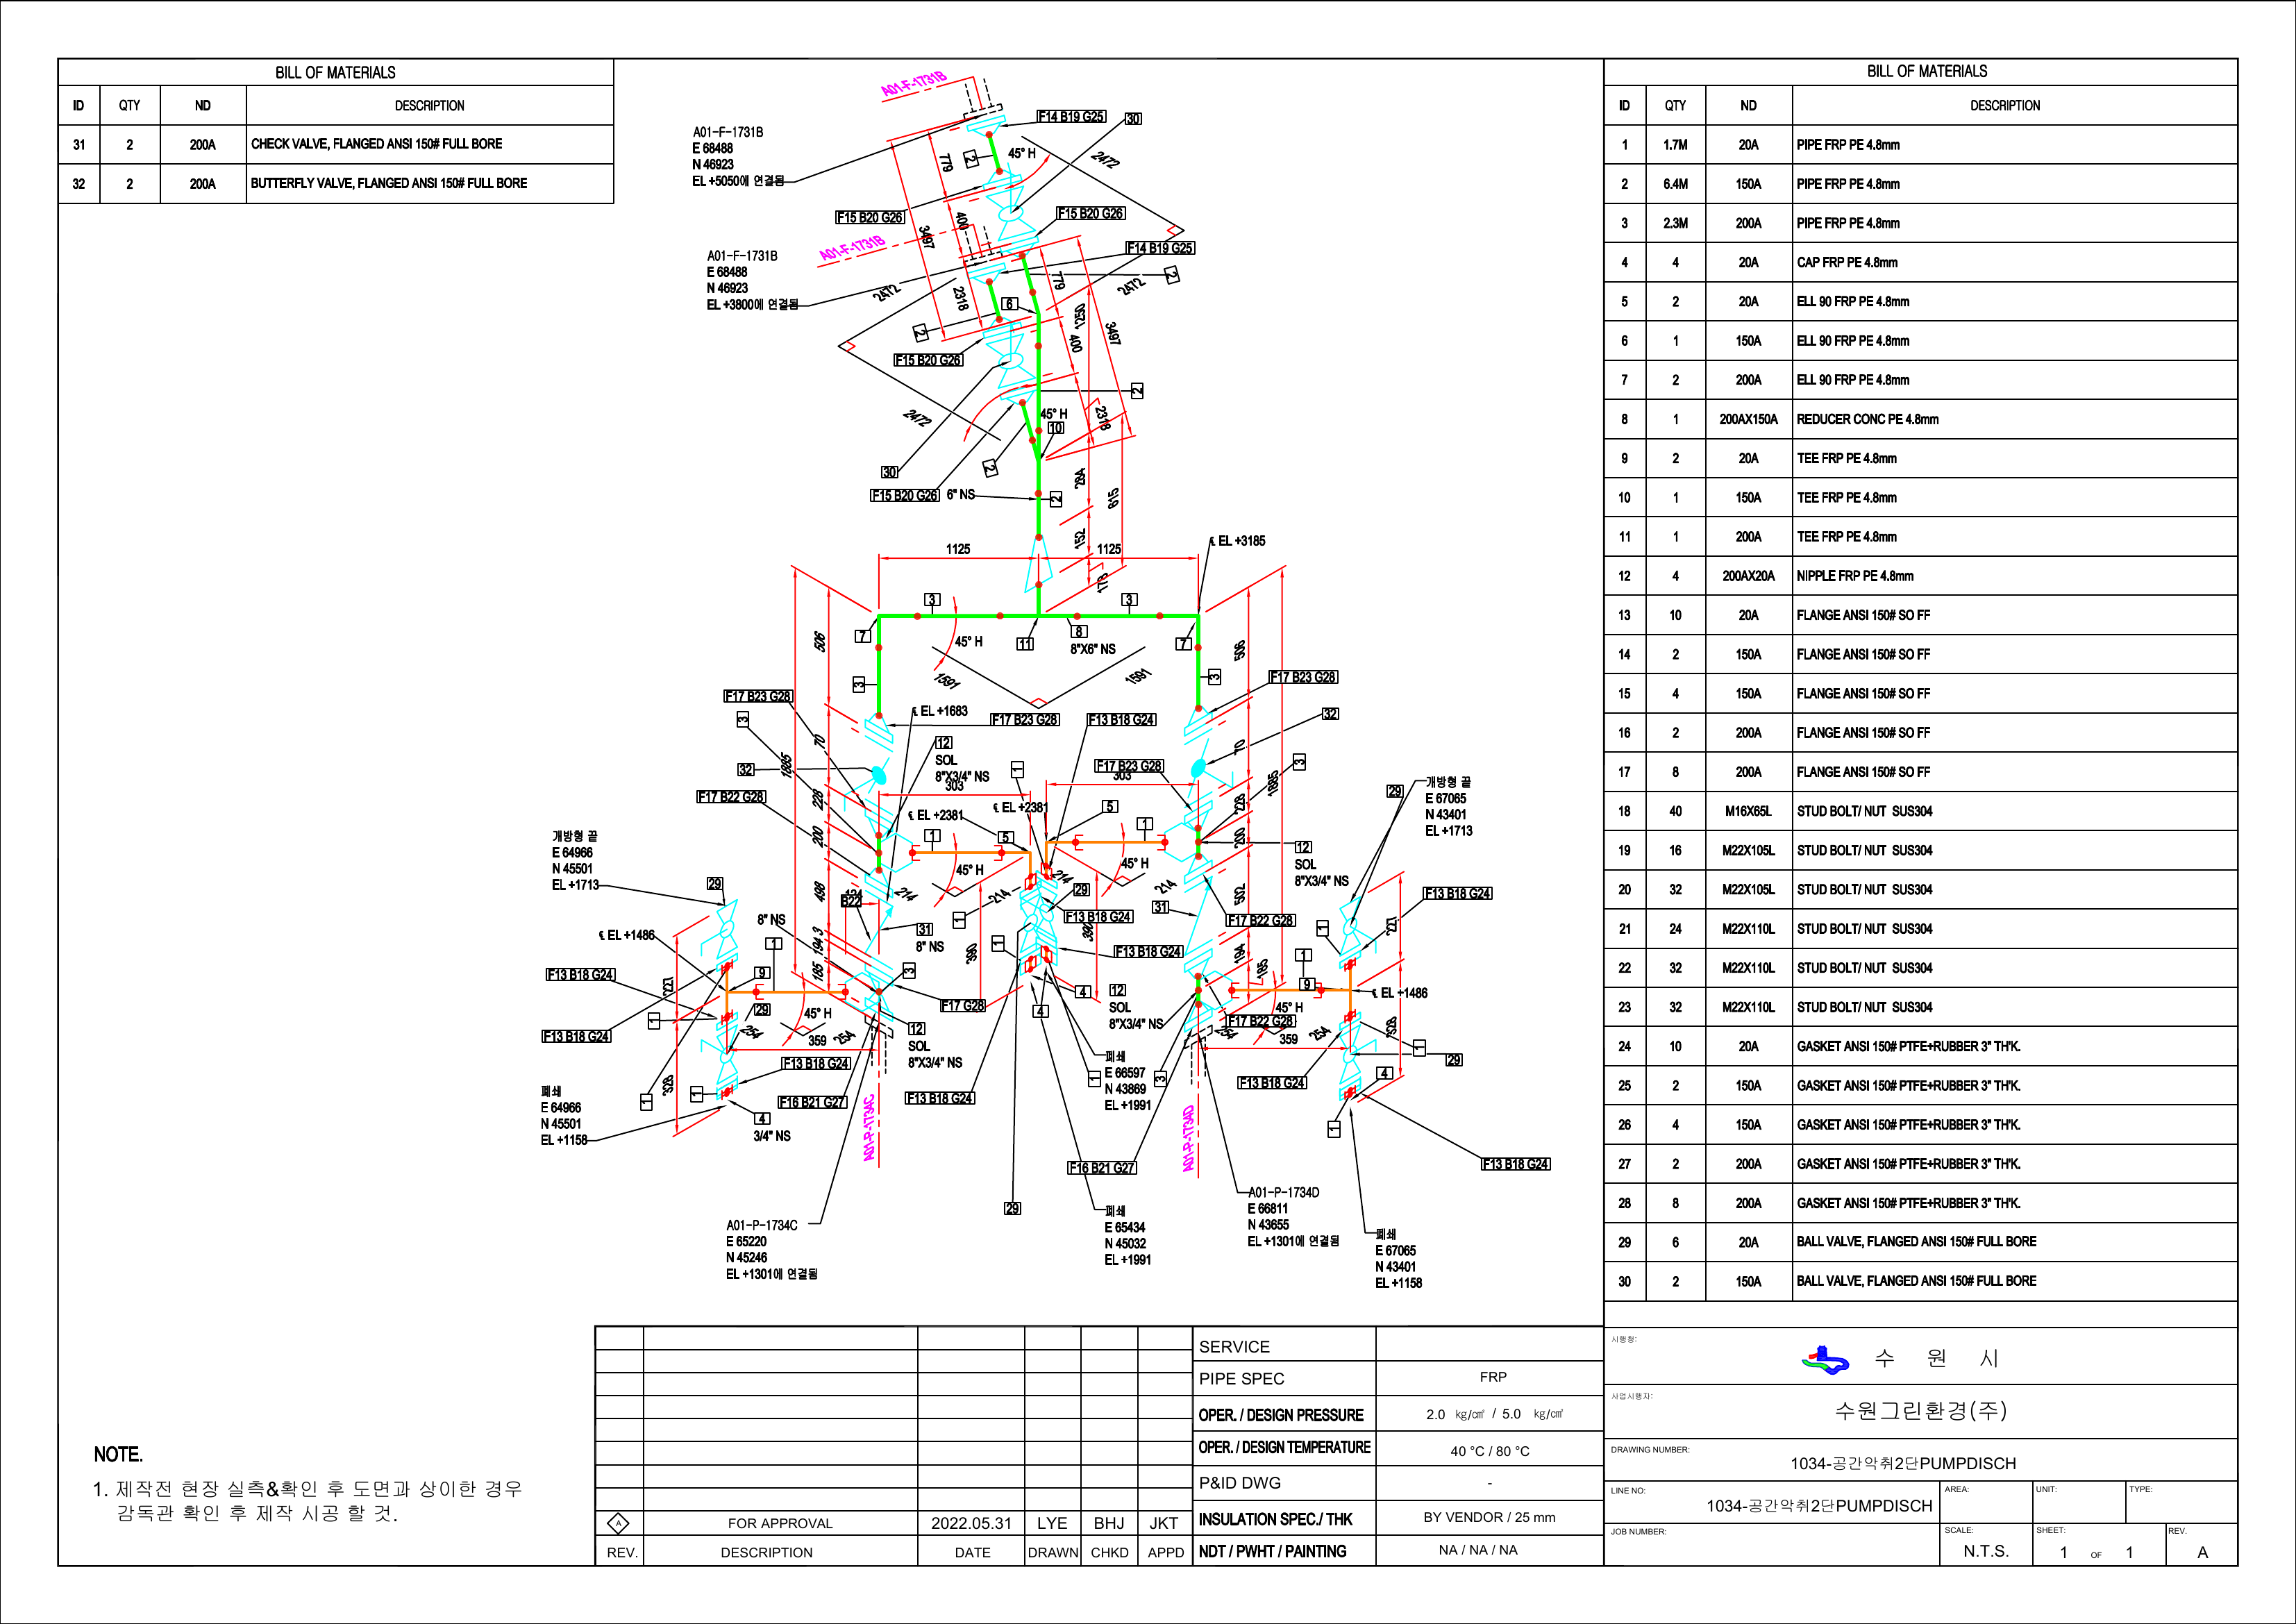 BILL OF MATERIALS
ID QTY ND DESCRIPTION
31 2 200A CHECK VALVE, FLANGED ANSI 150# FULL BORE
32 2 200A BUTTERFLY VALVE, FLANGED ANSI 150# FULL BORE
A01-F-1731B
A01-F-1731B
E 68488
N 46923
EL +5050에 연결됨
F14 B19 G25
30
45° H
2472
779
2
F15 B20 G26
400
3497
F15 B20 G26
A01-F-1731B
F14 B19 G25
A01-F-1731B
E 68488
N 46923
EL +3800에 연결됨
2472
2318
6
779
2
2472
1250
400
3497
2
F15 B20 G26
2
2472
45° H
2318
10
30
2
F15 B20 G26
6" NS
2
284
615
152
1125
1125
℄ EL +3185
178
3
3
506
7
45° H
11
8
8"X6" NS
7
506
3
1591
1591
3
F17 B23 G28
F17 B23 G28
3
℄ EL +1683
F17 B23 G28
F13 B18 G24
32
70
12
SOL
8"X3/4" NS
70
32
1885
303
1
F17 B23 G28
303
3
1885
F17 B22 G28
228
℄ EL +2381
℄ EL +2381
5
228
29
개방형 끝
E 67065
N 43401
EL +1713
개방형 끝
E 64966
N 45501
EL +1713
200
1
5
1
200
12
SOL
8"X3/4" NS
45° H
45° H
29
498
B22
214
214
214
29
214
31
502
F13 B18 G24
8" NS
1
F13 B18 G24
F17 B22 G28
℄ EL +1486
1
31
8" NS
1
390
390
F13 B18 G24
1
227
F13 B18 G24
227
9
194.3
185
3
194
185
1
9
℄ EL +1486
F17 G28
4
12
SOL
8"X3/4" NS
29
45° H
45° H
1
F13 B18 G24
254
359
254
12
SOL
8"X3/4" NS
4
F17 B22 G28
254
359
254
328
1
29
328
F13 B18 G24
폐쇄
E 66597
N 43869
EL +1991
1
3
F13 B18 G24
4
폐쇄
E 64966
N 45501
EL +1158
1
1
F16 B21 G27
F13 B18 G24
4
3/4" NS
A01-P-1734C
A01-P-1734D
1
F16 B21 G27
F13 B18 G24
29
A01-P-1734C
E 65220
N 45246
EL +1301에 연결됨
폐쇄
E 65434
N 45032
EL +1991
A01-P-1734D
E 66811
N 43655
EL +1301에 연결됨
폐쇄
E 67065
N 43401
EL +1158
BILL OF MATERIALS
ID QTY ND DESCRIPTION
1 1.7M 20A PIPE FRP PE 4.8mm
2 6.4M 150A PIPE FRP PE 4.8mm
3 2.3M 200A PIPE FRP PE 4.8mm
4 4 20A CAP FRP PE 4.8mm
5 2 20A ELL 90 FRP PE 4.8mm
6 1 150A ELL 90 FRP PE 4.8mm
7 2 200A ELL 90 FRP PE 4.8mm
8 1 200AX150A REDUCER CONC PE 4.8mm
9 2 20A TEE FRP PE 4.8mm
10 1 150A TEE FRP PE 4.8mm
11 1 200A TEE FRP PE 4.8mm
12 4 200AX20A NIPPLE FRP PE 4.8mm
13 10 20A FLANGE ANSI 150# SO FF
14 2 150A FLANGE ANSI 150# SO FF
15 4 150A FLANGE ANSI 150# SO FF
16 2 200A FLANGE ANSI 150# SO FF
17 8 200A FLANGE ANSI 150# SO FF
18 40 M16X65L STUD BOLT/ NUT SUS304
19 16 M22X105L STUD BOLT/ NUT SUS304
20 32 M22X105L STUD BOLT/ NUT SUS304
21 24 M22X110L STUD BOLT/ NUT SUS304
22 32 M22X110L STUD BOLT/ NUT SUS304
23 32 M22X110L STUD BOLT/ NUT SUS304
24 10 20A GASKET ANSI 150# PTFE+RUBBER 3" TH'K.
25 2 150A GASKET ANSI 150# PTFE+RUBBER 3" TH'K.
26 4 150A GASKET ANSI 150# PTFE+RUBBER 3" TH'K.
27 2 200A GASKET ANSI 150# PTFE+RUBBER 3" TH'K.
28 8 200A GASKET ANSI 150# PTFE+RUBBER 3" TH'K.
29 6 20A BALL VALVE, FLANGED ANSI 150# FULL BORE
30 2 150A BALL VALVE, FLANGED ANSI 150# FULL BORE
NOTE.
1. 제작전 현장 실측&확인 후 도면과 상이한 경우
감독관 확인 후 제작 시공 할 것.
A FOR APPROVAL 2022.05.31 LYE BHJ JKT
REV. DESCRIPTION DATE DRAWN CHKD APPD
SERVICE
PIPE SPEC FRP
OPER. / DESIGN PRESSURE 2.0 ㎏/㎠ / 5.0 ㎏/㎠
OPER. / DESIGN TEMPERATURE 40 °C / 80 °C
P&ID DWG -
INSULATION SPEC./ THK BY VENDOR / 25 mm
NDT / PWHT / PAINTING NA / NA / NA
시행청:
수 원 시
사업시행자:
수원그린환경(주)
DRAWING NUMBER:
1034-공간악취2단PUMPDISCH
LINE NO: 1034-공간악취2단PUMPDISCH
AREA: UNIT: TYPE:
JOB NUMBER:
SCALE: N.T.S.
SHEET: 1 OF 1
REV. A